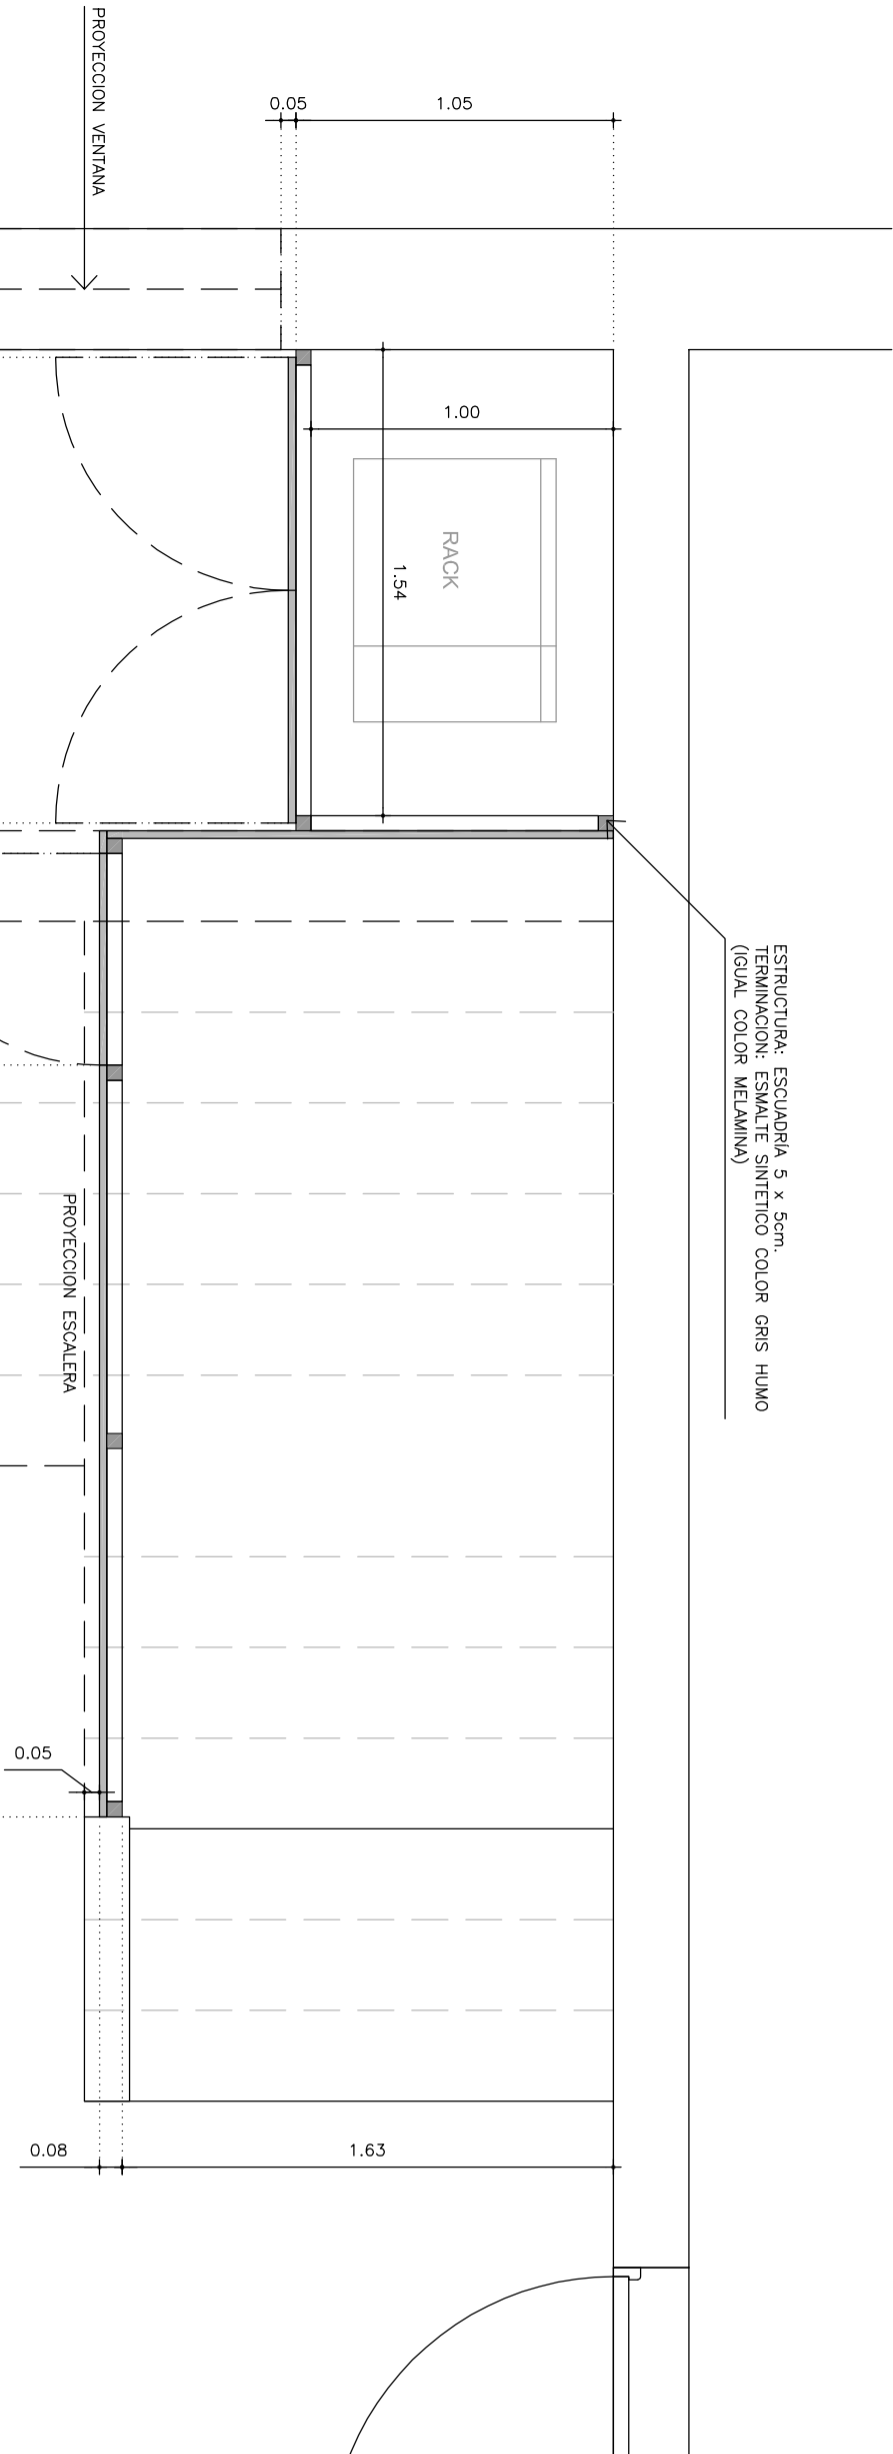 PROYECCION VENTANA
0.05
1.05
1.00
RACK
1.54
ESTRUCTURA: ESCUADRÍA 5 x 5cm.
TERMINACION: ESMALTE SINTETICO COLOR GRIS HUMO
(IGUAL COLOR MELAMINA)
PROYECCION ESCALERA
0.05
0.08
1.63